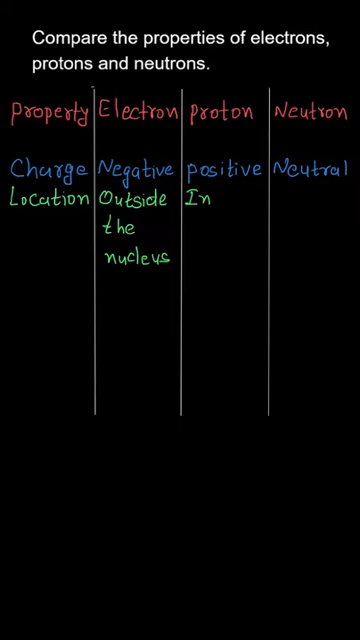 Compare the properties of electrons,
protons and neutrons.
Property Electron Proton Neutron
Charge Negative positive Neutral
Location Outside In
the
nucleus